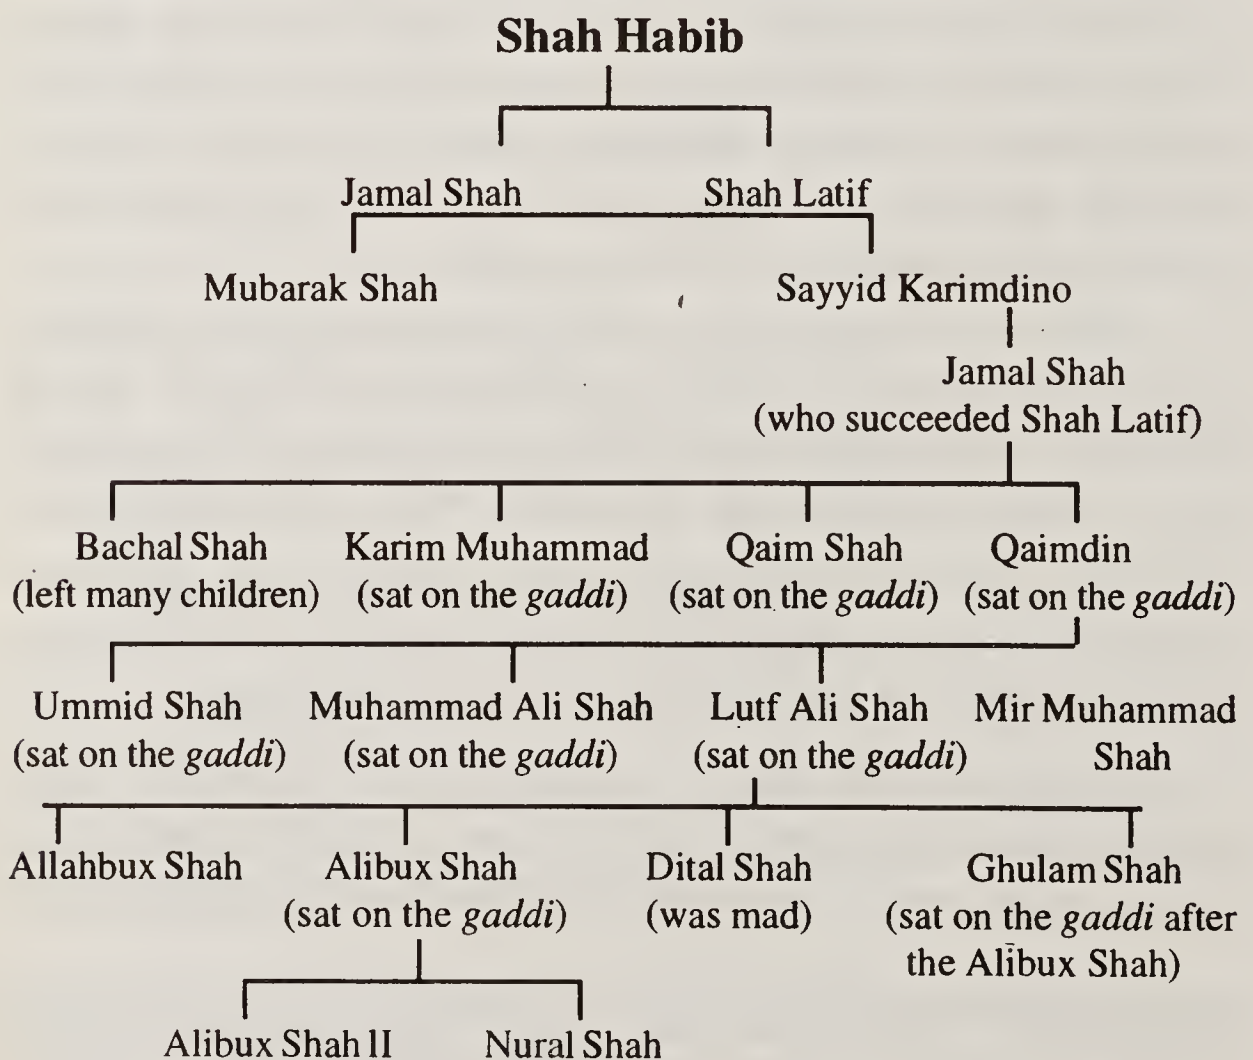 Shah Habib
Jamal Shah Shah Latif
Mubarak Shah Sayyid Karimdino
Jamal Shah
(who succeeded Shah Latif)
Bachal Shah Karim Muhammad Qaim Shah Qaimdin
(left many children) (sat on the gaddi) (sat on the gaddi) (sat on the gaddi)
Ummid Shah Muhammad Ali Shah Lutf Ali Shah Mir Muhammad
(sat on the gaddi) (sat on the gaddi) (sat on the gaddi) Shah
Allahbux Shah Alibux Shah Dital Shah Ghulam Shah
(sat on the gaddi) (was mad) (sat on the gaddi after
the Alibux Shah)
Alibux Shah II Nural Shah